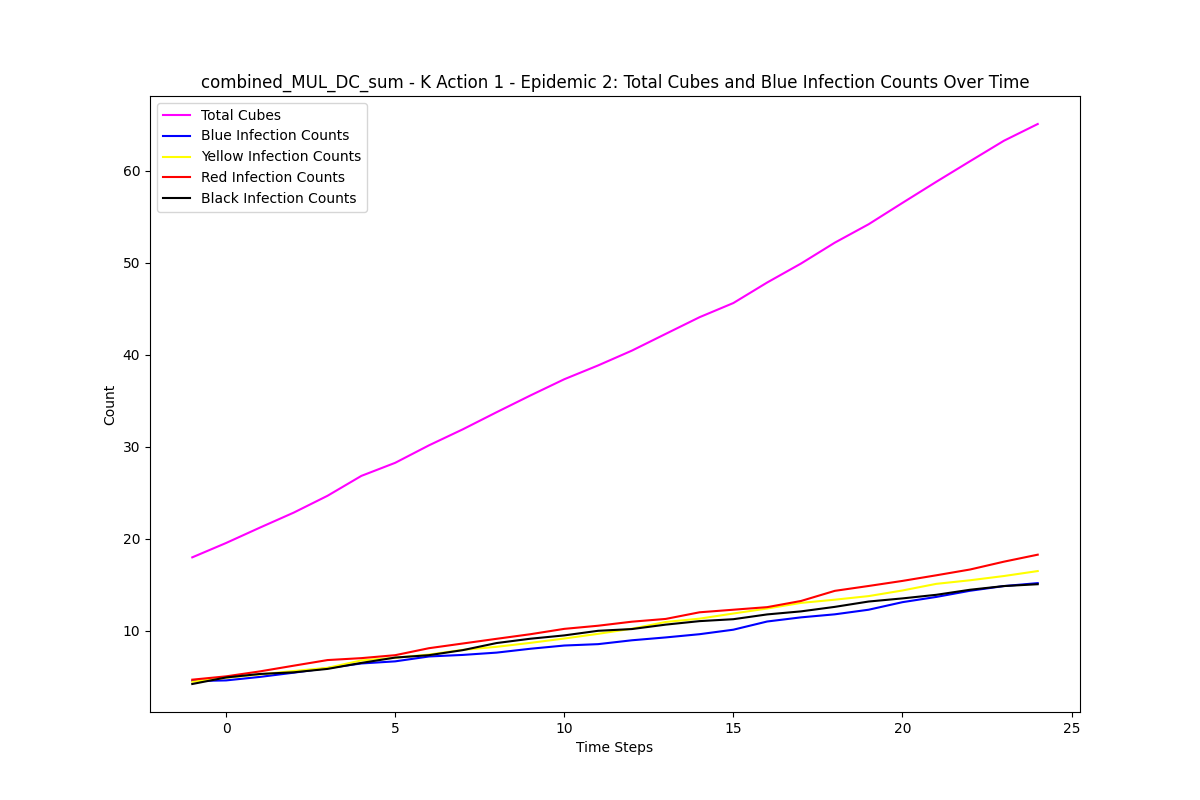 combined_MUL_DC_sum - K Action 1 - Epidemic 2: Total Cubes and Blue Infection Counts Over Time
Total Cubes
Blue Infection Counts
Yellow Infection Counts
Red Infection Counts
Black Infection Counts
60
50
40
30
20
10
Count
0 5 10 15 20 25
Time Steps